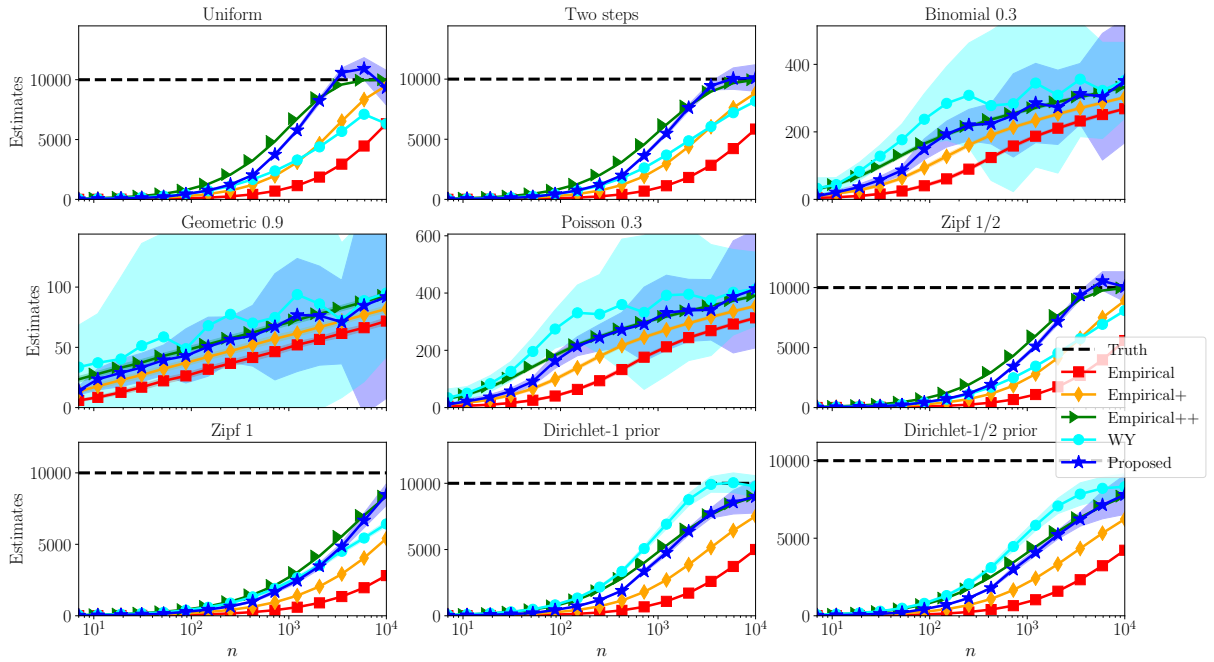 Uniform
Two steps
Binomial 0.3
Estimates
10000
5000
0
10000
5000
0
400
200
0
Geometric 0.9
Poisson 0.3
Zipf 1/2
Estimates
100
50
0
600
400
200
0
10000
5000
0
Truth
Empirical
Empirical+
Empirical++
WY
Proposed
Zipf 1
Dirichlet-1 prior
Dirichlet-1/2 prior
Estimates
10000
5000
0
10000
5000
0
10000
5000
0
10¹ 10² 10³ 10⁴
10¹ 10² 10³ 10⁴
10¹ 10² 10³ 10⁴
n
n
n